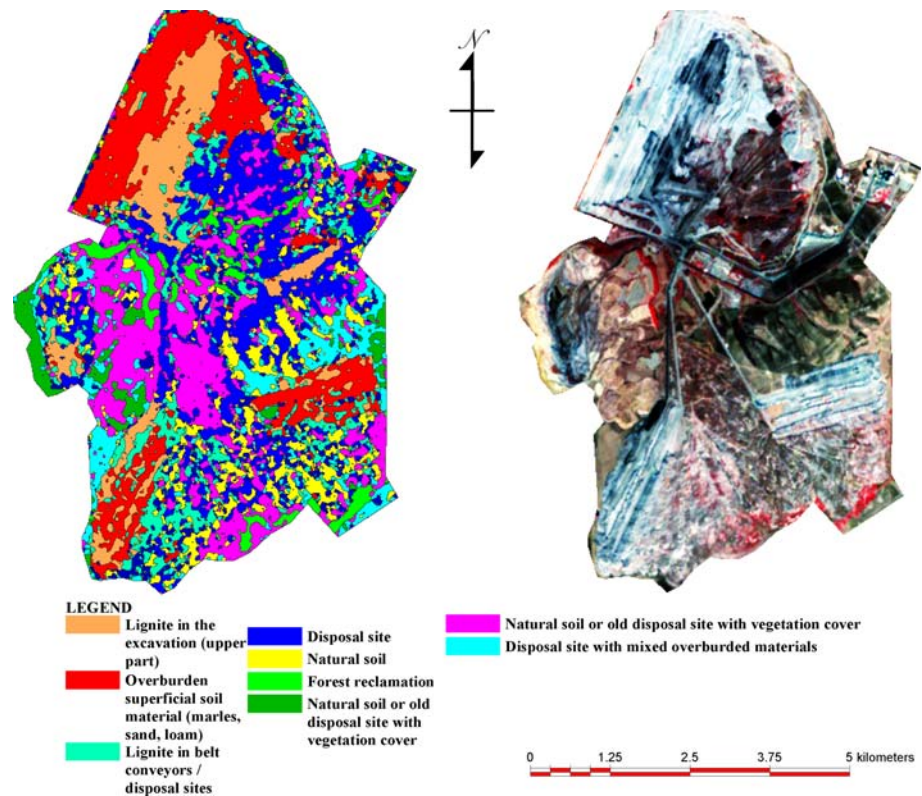 N
LEGEND
Lignite in the
excavation (upper
part)
Overburden
superficial soil
material (marles,
sand, loam)
Lignite in belt
conveyors /
disposal sites
Disposal site
Natural soil
Forest reclamation
Natural soil or old
disposal site with
vegetation cover
Natural soil or old disposal site with vegetation cover
Disposal site with mixed overburded materials
0 1.25 2.5 3.75 5 kilometers